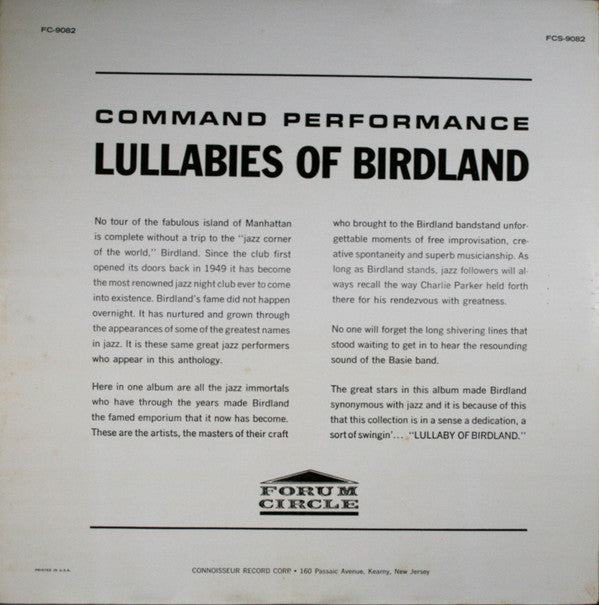 FC-9082
FCS-9082
COMMAND PERFORMANCE
LULLABIES OF BIRDLAND
No tour of the fabulous island of Manhattan
is complete without a trip to the "jazz corner
of the world," Birdland. Since the club first
opened its doors back in 1949 it has become
the most renowned jazz night club ever to come
into existence. Birdland's fame did not happen
overnight. It has nurtured and grown through
the appearances of some of the greatest names
in jazz. It is these same great jazz performers
who appear in this anthology.
Here in one album are all the jazz immortals
who have through the years made Birdland
the famed emporium that it now has become.
These are the artists, the masters of their craft
who brought to the Birdland bandstand unfor-
gettable moments of free improvisation, cre-
ative spontaneity and superb musicianship. As
long as Birdland stands, jazz followers will al-
ways recall the way Charlie Parker held forth
there for his rendezvous with greatness.
No one will forget the long shivering lines that
stood waiting to get in to hear the resounding
sound of the Basie band.
The great stars in this album made Birdland
synonymous with jazz and it is because of this
that this collection is in a sense a dedication, a
sort of swingin'... "LULLABY OF BIRDLAND."
FORUM
CIRCLE
PRINTED IN U.S.A.
CONNOISSEUR RECORD CORP. • 160 Passaic Avenue, Kearny, New Jersey